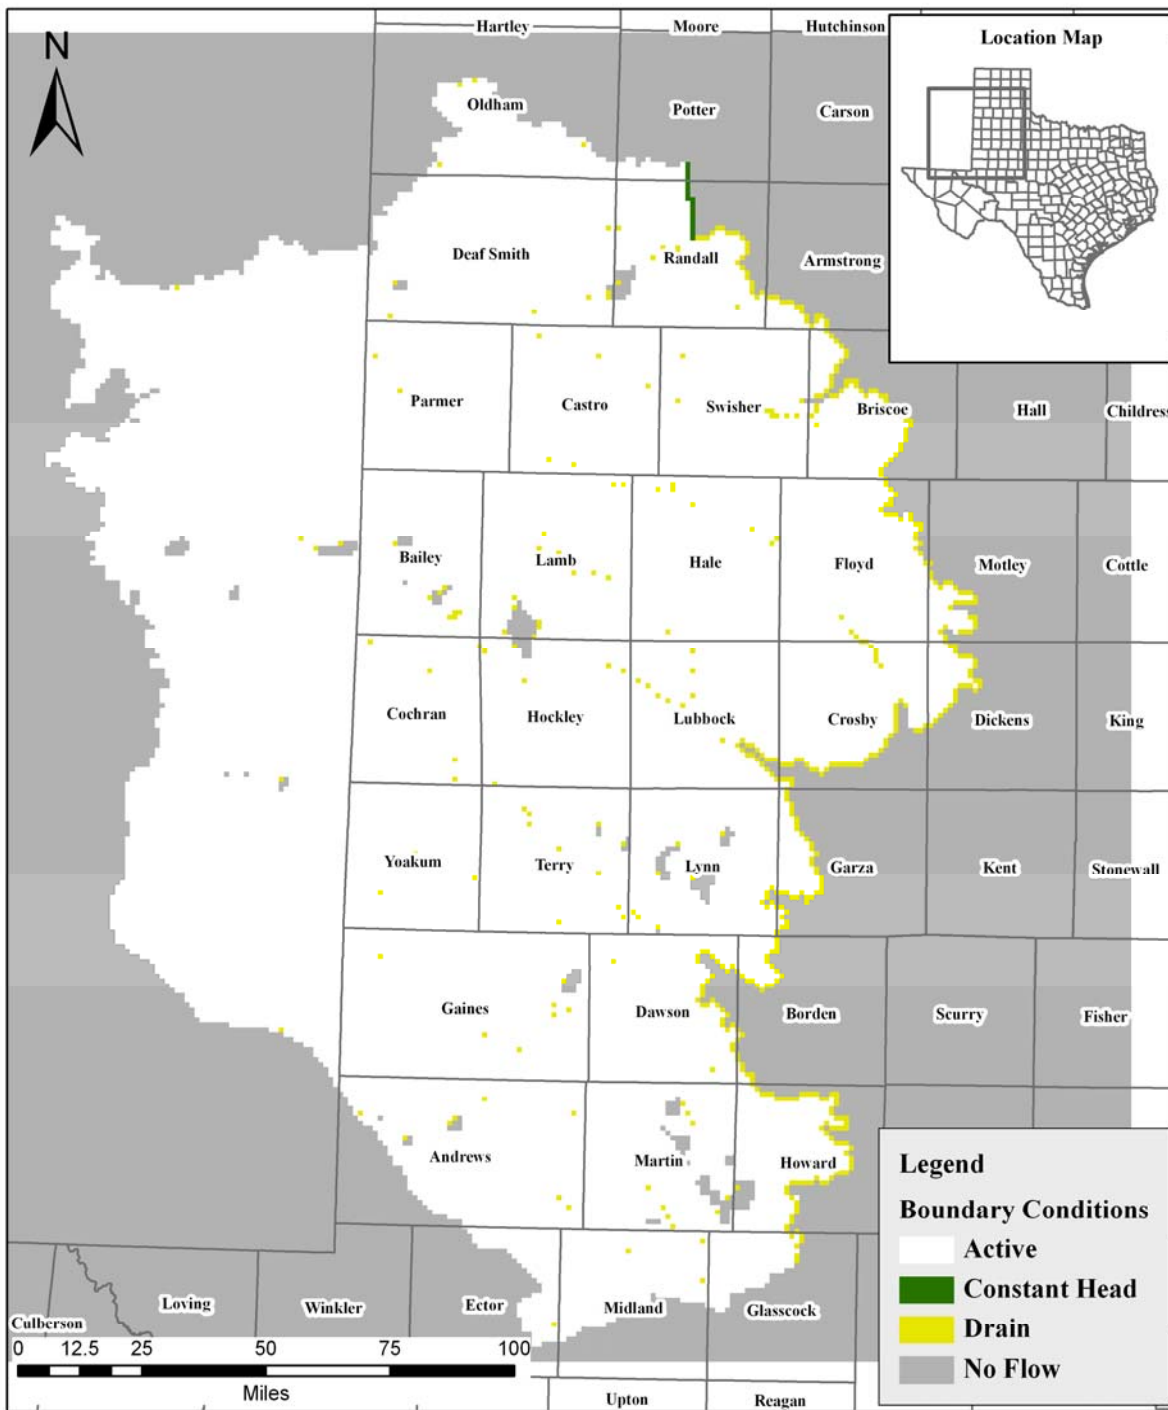 Hartley
Moore
Hutchinson
Location Map
N
Oldham
Potter
Carson
Deaf Smith
Randall
Armstrong
Parmer
Castro
Swisher
Briscoe
Hall
Childress
Bailey
Lamb
Hale
Floyd
Motley
Cottle
Cochran
Hockley
Lubbock
Crosby
Dickens
King
Yoakum
Terry
Lynn
Garza
Kent
Stonewall
Gaines
Dawson
Borden
Scurry
Fisher
Andrews
Martin
Howard
Legend
Boundary Conditions
Active
Constant Head
Drain
No Flow
Culberson
Loving
Winkler
Ector
Midland
Glasscock
0 12.5 25 50 75 100
Miles
Upton
Reagan